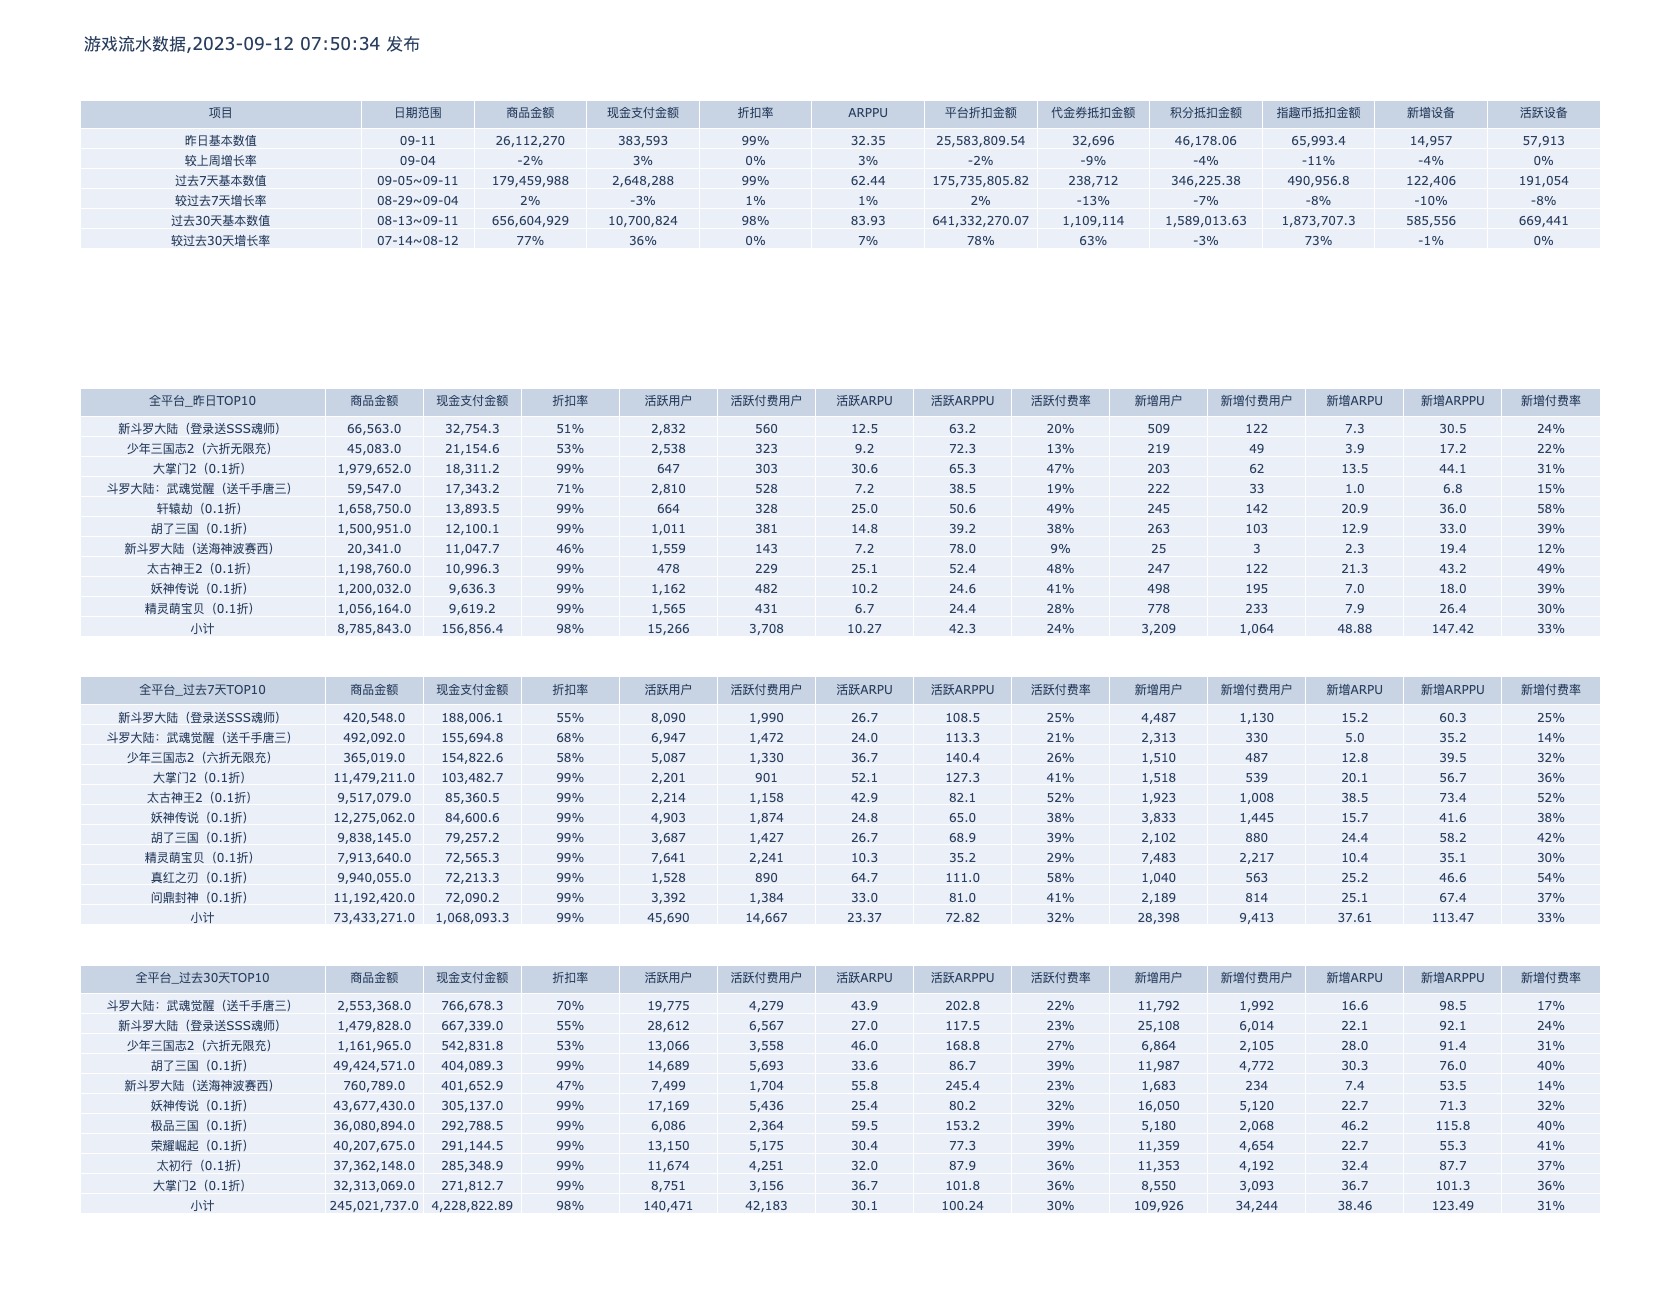 游戏流水数据,2023-09-12 07:50:34 发布
项目 日期范围 商品金额 现金支付金额 折扣率 ARPPU 平台折扣金额 代金券抵扣金额 积分抵扣金额 指趣币抵扣金额 新增设备 活跃设备
昨日基本数值 09-11 26,112,270 383,593 99% 32.35 25,583,809.54 32,696 46,178.06 65,993.4 14,957 57,913
较上周增长率 09-04 -2% 3% 0% 3% -2% -9% -4% -11% -4% 0%
过去7天基本数值 09-05~09-11 179,459,988 2,648,288 99% 62.44 175,735,805.82 238,712 346,225.38 490,956.8 122,406 191,054
较过去7天增长率 08-29~09-04 2% -3% 1% 1% 2% -13% -7% -8% -10% -8%
过去30天基本数值 08-13~09-11 656,604,929 10,700,824 98% 83.93 641,332,270.07 1,109,114 1,589,013.63 1,873,707.3 585,556 669,441
较过去30天增长率 07-14~08-12 77% 36% 0% 7% 78% 63% -3% 73% -1% 0%
全平台_昨日TOP10 商品金额 现金支付金额 折扣率 活跃用户 活跃付费用户 活跃ARPU 活跃ARPPU 活跃付费率 新增用户 新增付费用户 新增ARPU 新增ARPPU 新增付费率
新斗罗大陆（登录送SSS魂师） 66,563.0 32,754.3 51% 2,832 560 12.5 63.2 20% 509 122 7.3 30.5 24%
少年三国志2（六折无限充） 45,083.0 21,154.6 53% 2,538 323 9.2 72.3 13% 219 49 3.9 17.2 22%
大掌门2（0.1折） 1,979,652.0 18,311.2 99% 647 303 30.6 65.3 47% 203 62 13.5 44.1 31%
斗罗大陆：武魂觉醒（送千手唐三） 59,547.0 17,343.2 71% 2,810 528 7.2 38.5 19% 222 33 1.0 6.8 15%
轩辕劫（0.1折） 1,658,750.0 13,893.5 99% 664 328 25.0 50.6 49% 245 142 20.9 36.0 58%
胡了三国（0.1折） 1,500,951.0 12,100.1 99% 1,011 381 14.8 39.2 38% 263 103 12.9 33.0 39%
新斗罗大陆（送海神波赛西） 20,341.0 11,047.7 46% 1,559 143 7.2 78.0 9% 25 3 2.3 19.4 12%
太古神王2（0.1折） 1,198,760.0 10,996.3 99% 478 229 25.1 52.4 48% 247 122 21.3 43.2 49%
妖神传说（0.1折） 1,200,032.0 9,636.3 99% 1,162 482 10.2 24.6 41% 498 195 7.0 18.0 39%
精灵萌宝贝（0.1折） 1,056,164.0 9,619.2 99% 1,565 431 6.7 24.4 28% 778 233 7.9 26.4 30%
小计 8,785,843.0 156,856.4 98% 15,266 3,708 10.27 42.3 24% 3,209 1,064 48.88 147.42 33%
全平台_过去7天TOP10 商品金额 现金支付金额 折扣率 活跃用户 活跃付费用户 活跃ARPU 活跃ARPPU 活跃付费率 新增用户 新增付费用户 新增ARPU 新增ARPPU 新增付费率
新斗罗大陆（登录送SSS魂师） 420,548.0 188,006.1 55% 8,090 1,990 26.7 108.5 25% 4,487 1,130 15.2 60.3 25%
斗罗大陆：武魂觉醒（送千手唐三） 492,092.0 155,694.8 68% 6,947 1,472 24.0 113.3 21% 2,313 330 5.0 35.2 14%
少年三国志2（六折无限充） 365,019.0 154,822.6 58% 5,087 1,330 36.7 140.4 26% 1,510 487 12.8 39.5 32%
大掌门2（0.1折） 11,479,211.0 103,482.7 99% 2,201 901 52.1 127.3 41% 1,518 539 20.1 56.7 36%
太古神王2（0.1折） 9,517,079.0 85,360.5 99% 2,214 1,158 42.9 82.1 52% 1,923 1,008 38.5 73.4 52%
妖神传说（0.1折） 12,275,062.0 84,600.6 99% 4,903 1,874 24.8 65.0 38% 3,833 1,445 15.7 41.6 38%
胡了三国（0.1折） 9,838,145.0 79,257.2 99% 3,687 1,427 26.7 68.9 39% 2,102 880 24.4 58.2 42%
精灵萌宝贝（0.1折） 7,913,640.0 72,565.3 99% 7,641 2,241 10.3 35.2 29% 7,483 2,217 10.4 35.1 30%
真红之刃（0.1折） 9,940,055.0 72,213.3 99% 1,528 890 64.7 111.0 58% 1,040 563 25.2 46.6 54%
问鼎封神（0.1折） 11,192,420.0 72,090.2 99% 3,392 1,384 33.0 81.0 41% 2,189 814 25.1 67.4 37%
小计 73,433,271.0 1,068,093.3 99% 45,690 14,667 23.37 72.82 32% 28,398 9,413 37.61 113.47 33%
全平台_过去30天TOP10 商品金额 现金支付金额 折扣率 活跃用户 活跃付费用户 活跃ARPU 活跃ARPPU 活跃付费率 新增用户 新增付费用户 新增ARPU 新增ARPPU 新增付费率
斗罗大陆：武魂觉醒（送千手唐三） 2,553,368.0 766,678.3 70% 19,775 4,279 43.9 202.8 22% 11,792 1,992 16.6 98.5 17%
新斗罗大陆（登录送SSS魂师） 1,479,828.0 667,339.0 55% 28,612 6,567 27.0 117.5 23% 25,108 6,014 22.1 92.1 24%
少年三国志2（六折无限充） 1,161,965.0 542,831.8 53% 13,066 3,558 46.0 168.8 27% 6,864 2,105 28.0 91.4 31%
胡了三国（0.1折） 49,424,571.0 404,089.3 99% 14,689 5,693 33.6 86.7 39% 11,987 4,772 30.3 76.0 40%
新斗罗大陆（送海神波赛西） 760,789.0 401,652.9 47% 7,499 1,704 55.8 245.4 23% 1,683 234 7.4 53.5 14%
妖神传说（0.1折） 43,677,430.0 305,137.0 99% 17,169 5,436 25.4 80.2 32% 16,050 5,120 22.7 71.3 32%
极品三国（0.1折） 36,080,894.0 292,788.5 99% 6,086 2,364 59.5 153.2 39% 5,180 2,068 46.2 115.8 40%
荣耀崛起（0.1折） 40,207,675.0 291,144.5 99% 13,150 5,175 30.4 77.3 39% 11,359 4,654 22.7 55.3 41%
太初行（0.1折） 37,362,148.0 285,348.9 99% 11,674 4,251 32.0 87.9 36% 11,353 4,192 32.4 87.7 37%
大掌门2（0.1折） 32,313,069.0 271,812.7 99% 8,751 3,156 36.7 101.8 36% 8,550 3,093 36.7 101.3 36%
小计 245,021,737.0 4,228,822.89 98% 140,471 42,183 30.1 100.24 30% 109,926 34,244 38.46 123.49 31%